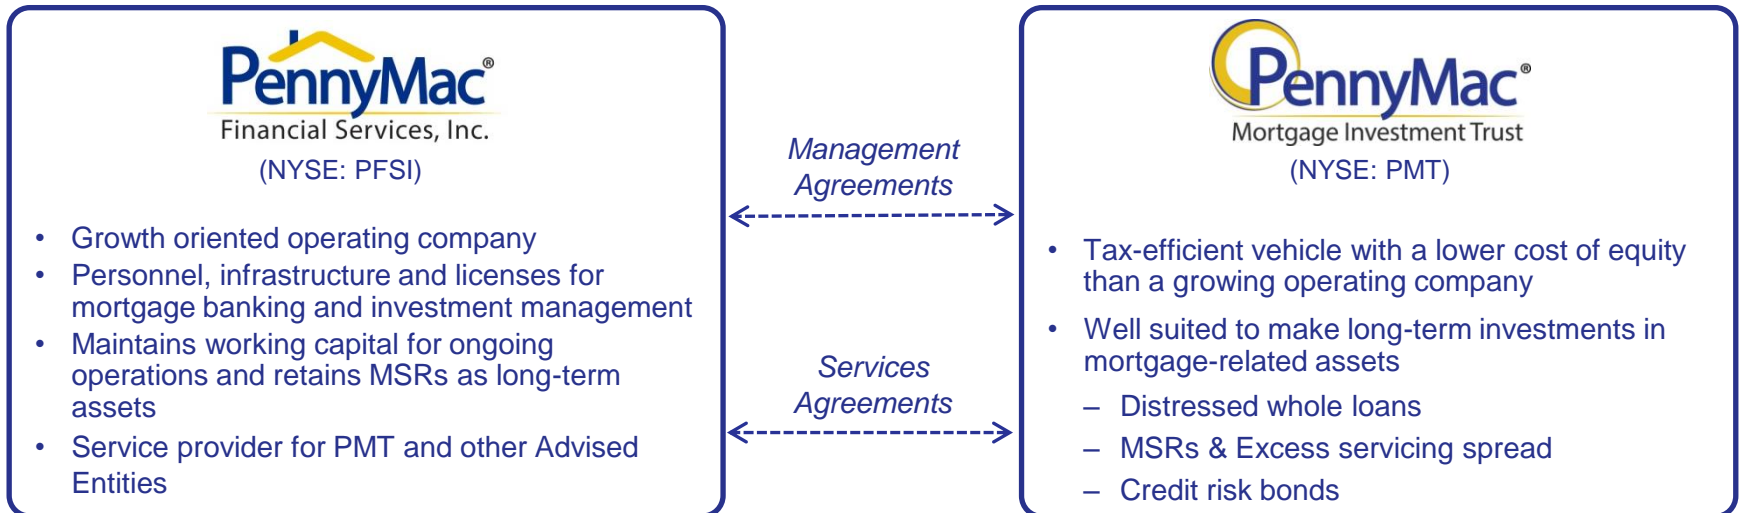 PennyMac®
Financial Services, Inc.
(NYSE: PFSI)
• Growth oriented operating company
• Personnel, infrastructure and licenses for
mortgage banking and investment management
• Maintains working capital for ongoing
operations and retains MSRs as long-term
assets
• Service provider for PMT and other Advised
Entities
Management
Agreements
Services
Agreements
PennyMac®
Mortgage Investment Trust
(NYSE: PMT)
• Tax-efficient vehicle with a lower cost of equity
than a growing operating company
• Well suited to make long-term investments in
mortgage-related assets
– Distressed whole loans
– MSRs & Excess servicing spread
– Credit risk bonds